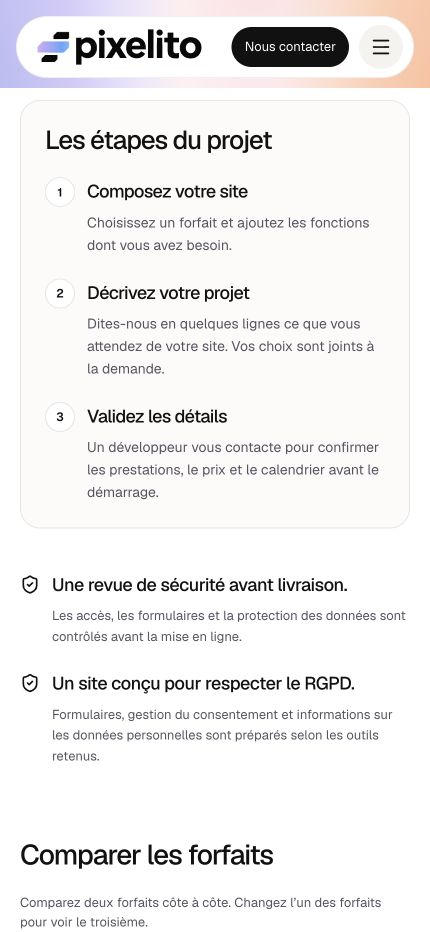 pixelito
Nous contacter
Les étapes du projet
1
Composez votre site
Choisissez un forfait et ajoutez les fonctions
dont vous avez besoin.
2
Décrivez votre projet
Dites-nous en quelques lignes ce que vous
attendez de votre site. Vos choix sont joints à
la demande.
3
Validez les détails
Un développeur vous contacte pour confirmer
les prestations, le prix et le calendrier avant le
démarrage.
Une revue de sécurité avant livraison.
Les accès, les formulaires et la protection des données sont
contrôlés avant la mise en ligne.
Un site conçu pour respecter le RGPD.
Formulaires, gestion du consentement et informations sur
les données personnelles sont préparés selon les outils
retenus.
Comparer les forfaits
Comparez deux forfaits côte à côte. Changez l'un des forfaits
pour voir le troisième.